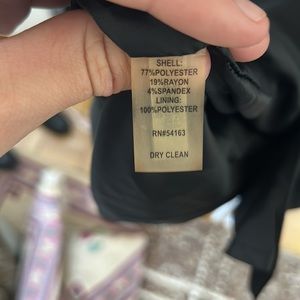 SHELL:
77%POLYESTER
19%RAYON
4%SPANDEX
LINING:
100%POLYESTER
RN#54163
DRY CLEAN